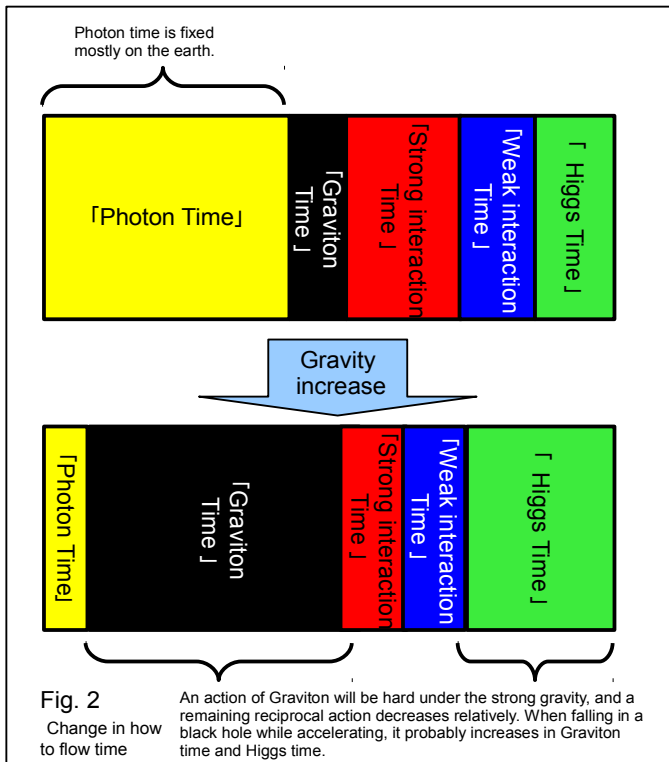 Photon time is fixed
mostly on the earth.
「Photon Time」
「Graviton
Time」
「Strong interaction
Time」
「Weak interaction
Time」
「 Higgs Time」
Gravity
increase
「Photon Time」
「Graviton
Time」
「Strong interaction
Time」
「Weak interaction
Time」
「 Higgs Time」
Fig. 2
Change in how
to flow time
An action of Graviton will be hard under the strong gravity, and a
remaining reciprocal action decreases relatively. When falling in a
black hole while accelerating, it probably increases in Graviton
time and Higgs time.